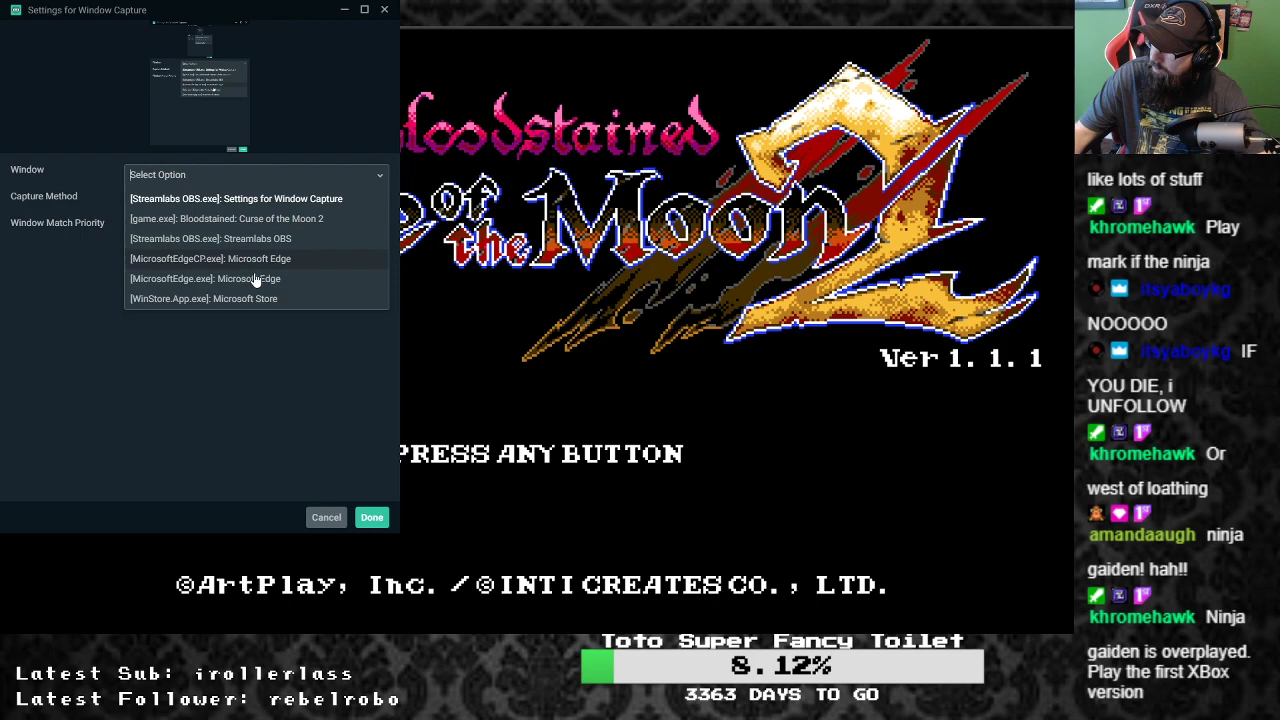 Settings for Window Capture
Window
Select Option
Capture Method
Window Match Priority
[Streamlabs OBS.exe]: Settings for Window Capture
[game.exe]: Bloodstained: Curse of the Moon 2
[Streamlabs OBS.exe]: Streamlabs OBS
[MicrosoftEdgeCP.exe]: Microsoft Edge
[MicrosoftEdge.exe]: Microsoft Edge
[WinStore.App.exe]: Microsoft Store
Cancel
Done
Bloodstained
of
the Moon 2
Ver 1.1.1
PRESS ANY BUTTON
©ArtPlay, Inc. /©INTI CREATES CO., LTD.
Latest Sub: irollerlass
Latest Follower: rebelrobo
Toto Super Fancy Toilet
8.12%
3363 DAYS TO GO
DXR
like lots of stuff
khromehawk Play
mark if the ninja
itsyaboykg
NOOOOO
itsyaboykg IF
YOU DIE, i
UNFOLLOW
khromehawk Or
west of loathing
amandaaugh ninja
gaiden! hah!!
khromehawk Ninja
gaiden is overplayed.
Play the first XBox
version